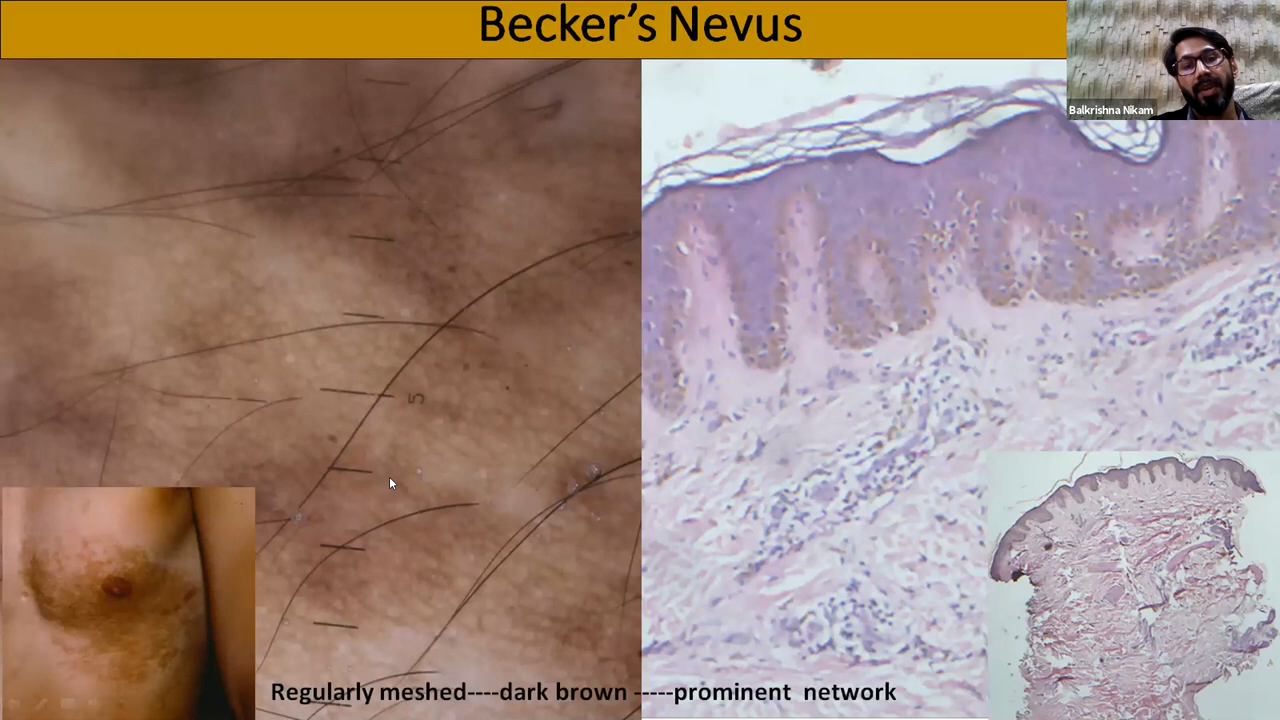 Becker’s Nevus
Balkrishna Nikam
5
Regularly meshed----dark brown -----prominent  network